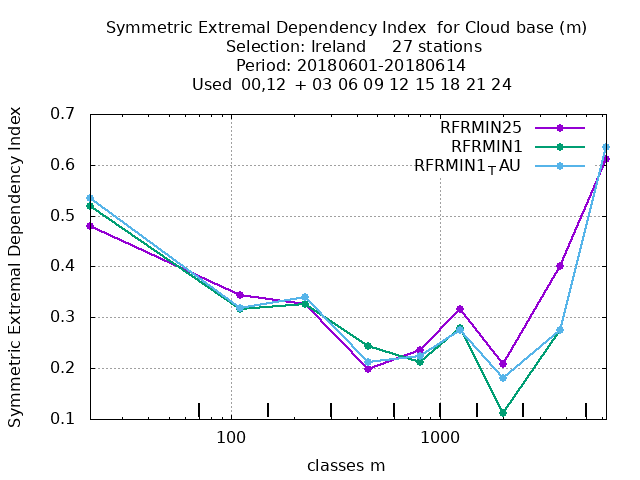 Symmetric Extremal Dependency Index for Cloud base (m)
Selection: Ireland 27 stations
Period: 20180601-20180614
Used 00,12 + 03 06 09 12 15 18 21 24
Symmetric Extremal Dependency Index
0.7
0.6
0.5
0.4
0.3
0.2
0.1
RFRMIN25
RFRMIN1
RFRMIN1TAU
100
1000
classes m